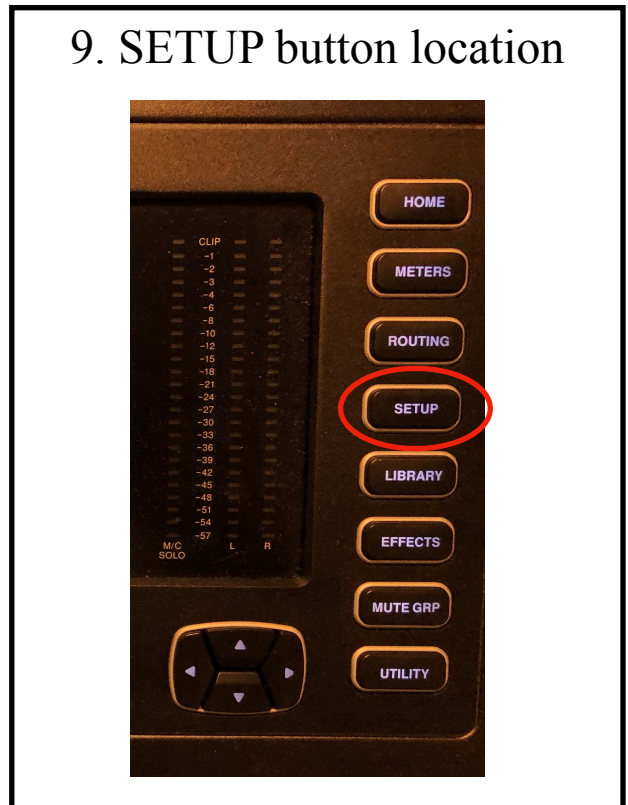 9. SETUP button location
HOME
CLIP
-1
METERS
-2
-3
-4
-6
-8
-10
ROUTING
-12
-15
-18
-21
-24
SETUP
-27
-30
-33
-36
-39
-42
LIBRARY
-45
-48
-51
-54
-57
M/C L R
SOLO
EFFECTS
MUTE GRP
UTILITY